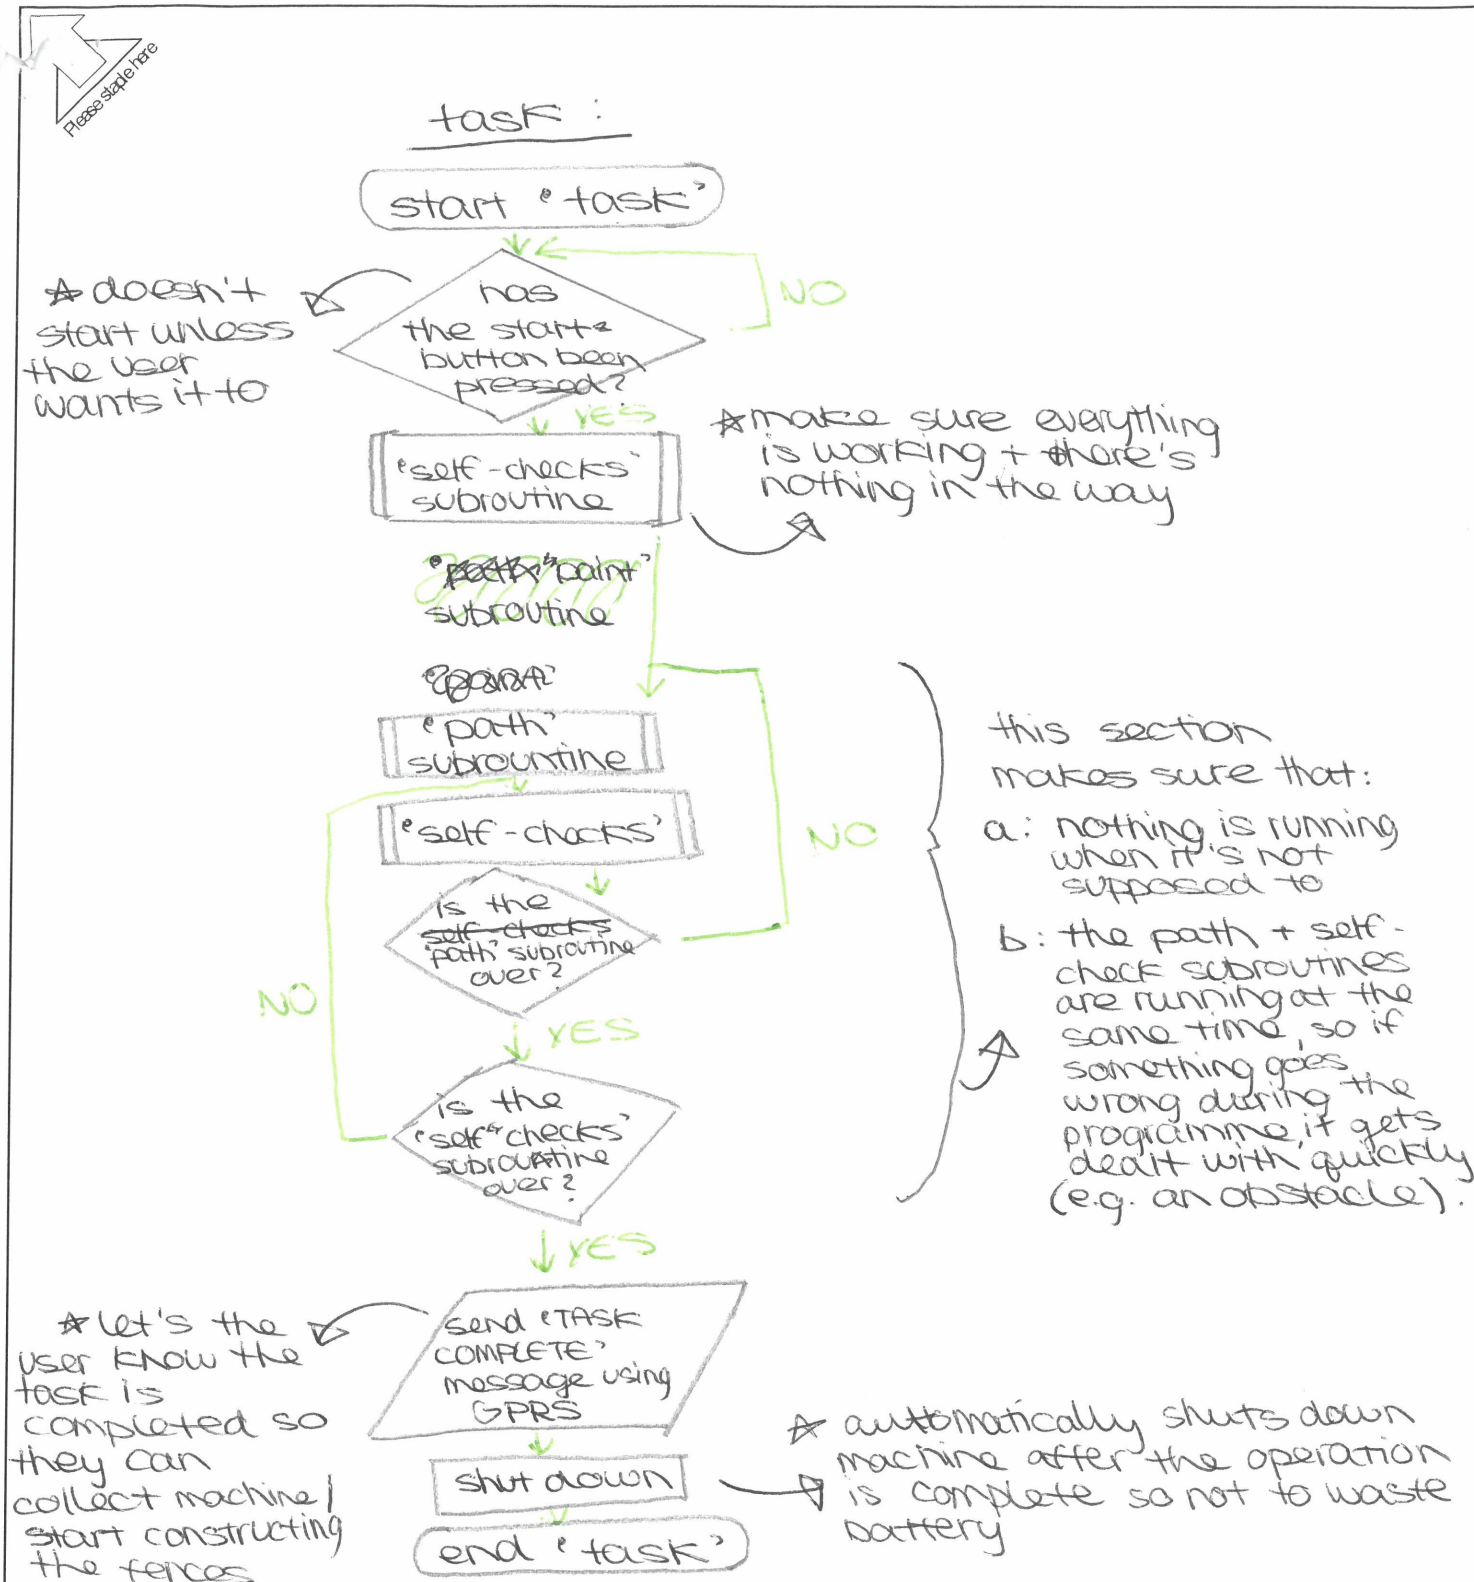 Please staple here
task :
start 'task'
NO
has
the start
button been
pressed?
YES
☆ doesn't
start unless
the user
wants it to
'self-checks'
subroutine
☆ make sure everything
is working + there's
nothing in the way
'paint'
subroutine
'path'
subrountine
'self-checks'
NO
is the
self-checks
'path' subroutine
over?
NO
YES
is the
'self-checks'
subroutine
over?
YES
this section
makes sure that:
a: nothing is running
when it's not
supposed to
b: the path + self-
check subroutines
are running at the
same time, so if
something goes
wrong during the
programme, it gets
dealt with quickly
(e.g. an obstacle).
send 'TASK
COMPLETE'
message using
GPRS
☆ let's the
user know the
task is
completed so
they can
collect machine/
start constructing
the fences
shut down
☆ automatically shuts down
machine after the operation
is complete so not to waste
battery
end 'task'